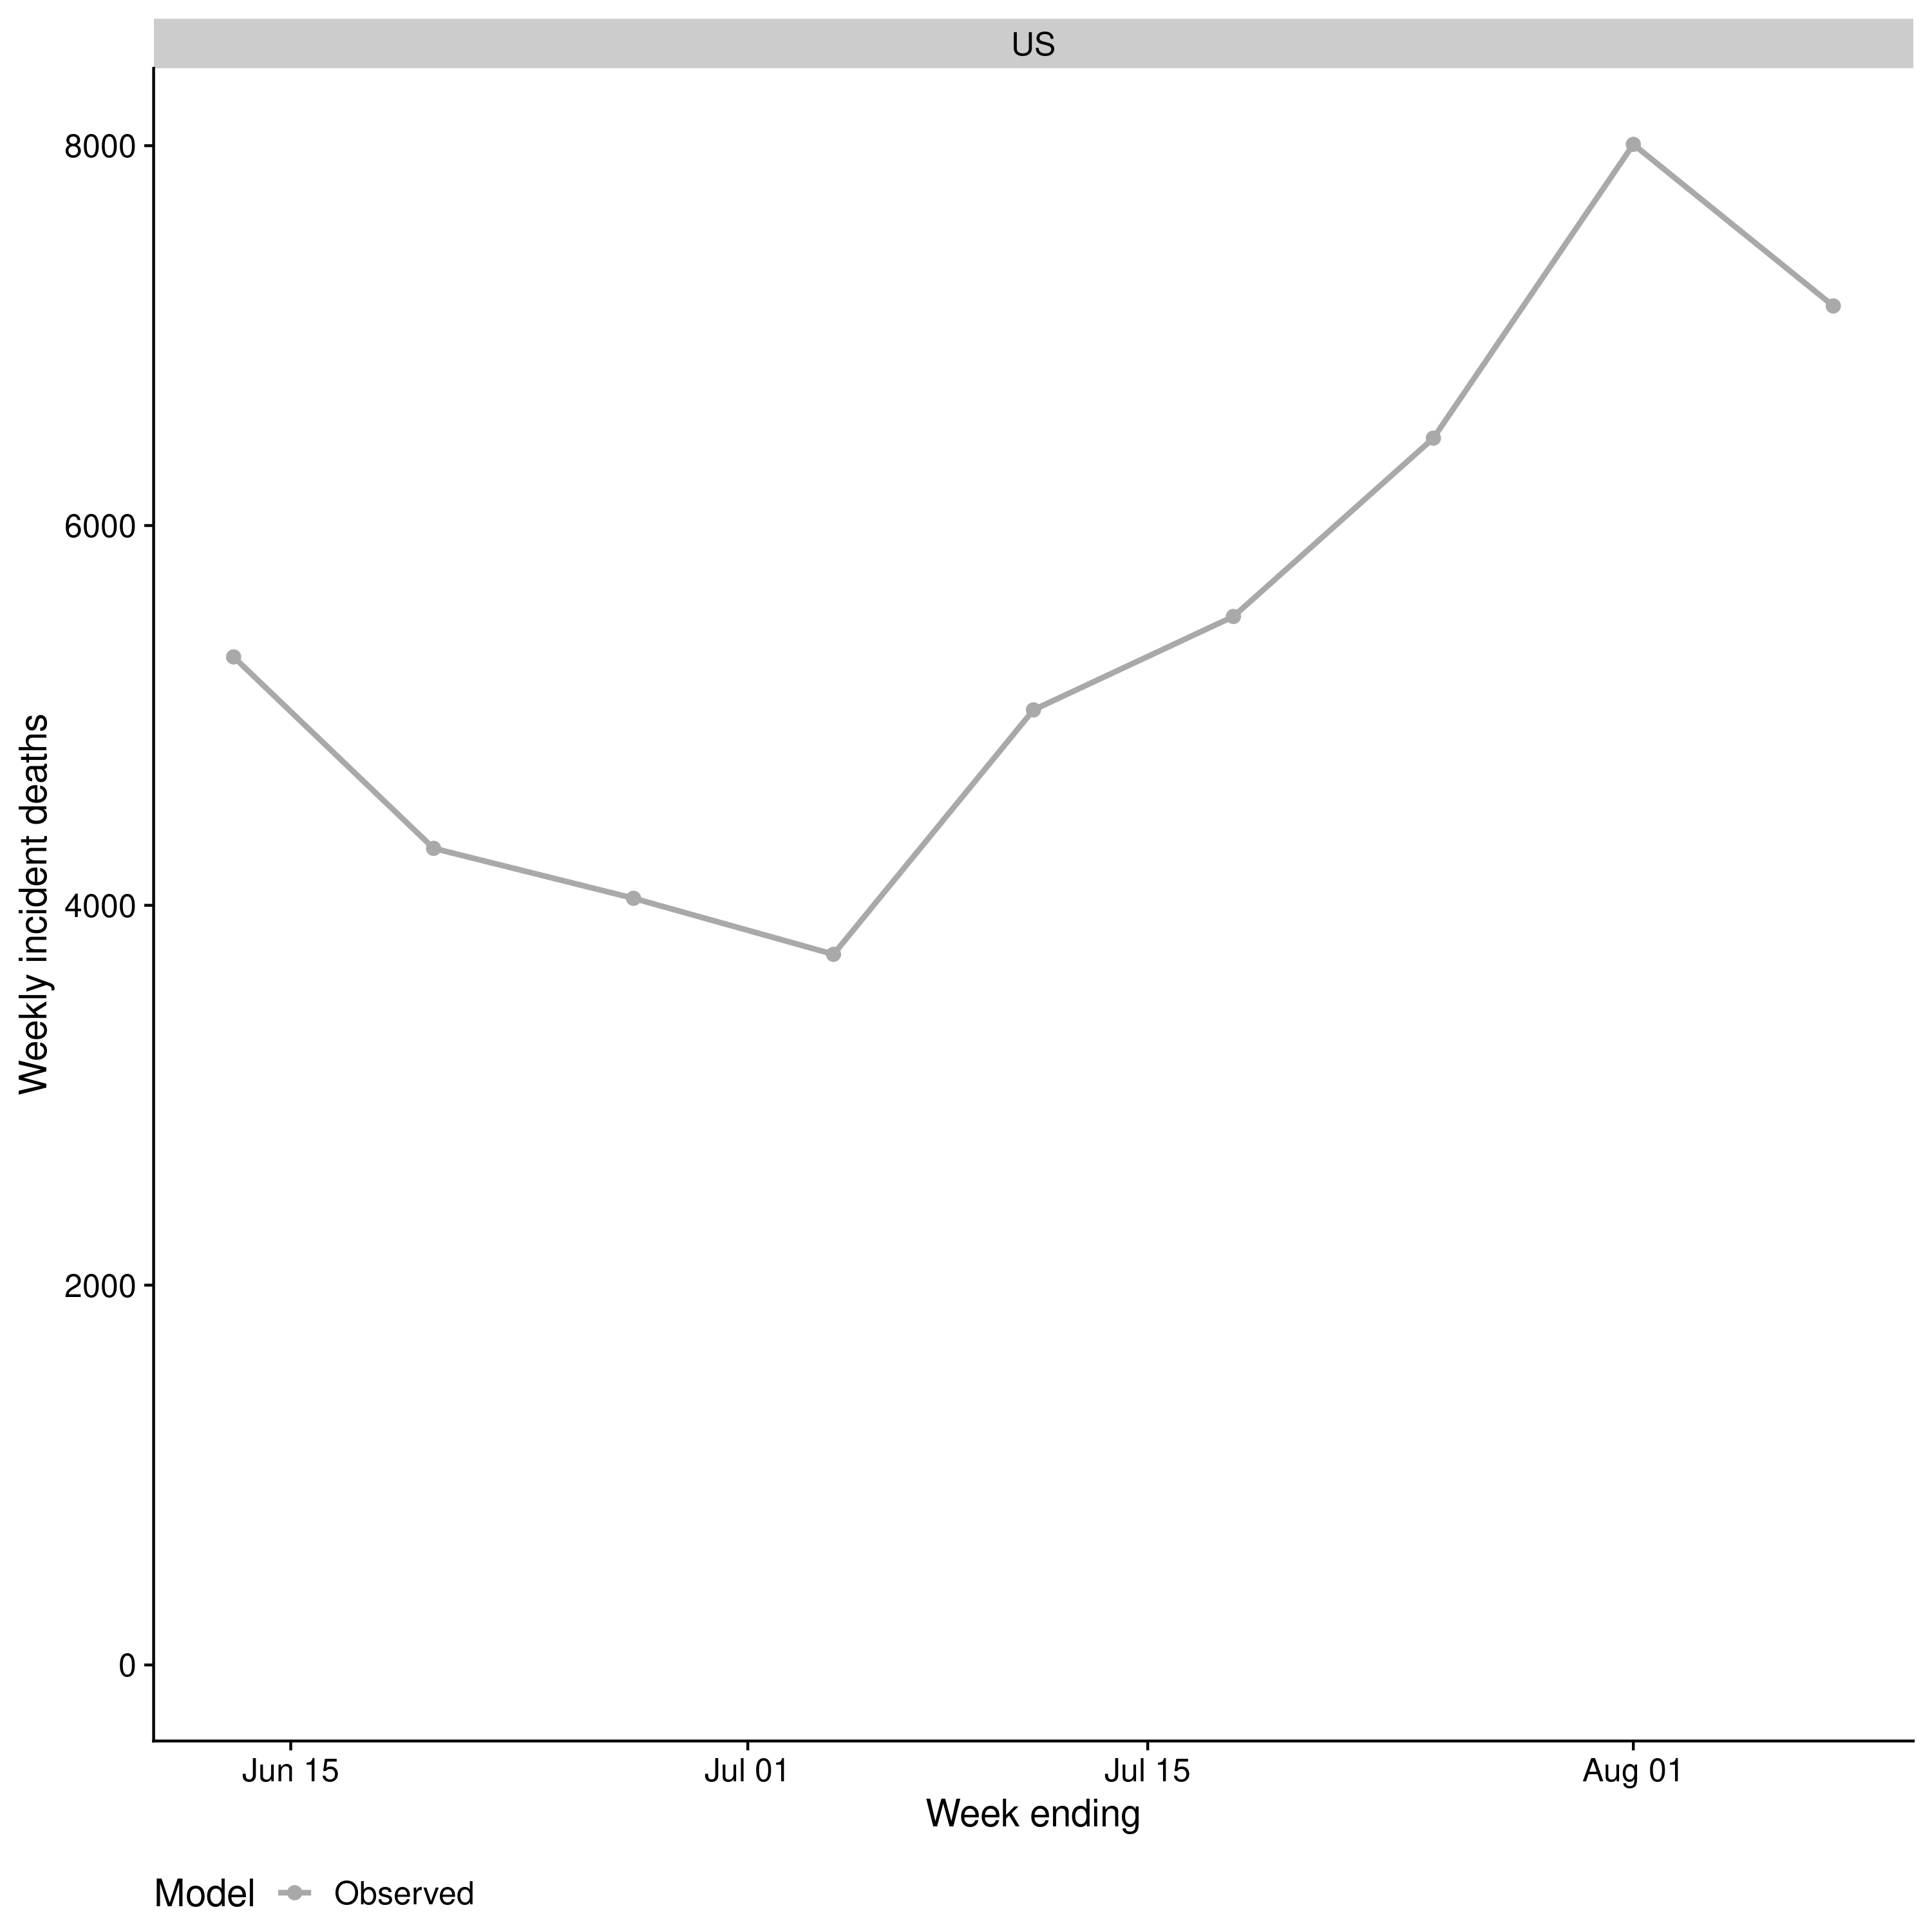 US
8000
6000
4000
2000
0
Weekly incident deaths
Jun 15 Jul 01 Jul 15 Aug 01
Week ending
Model Observed